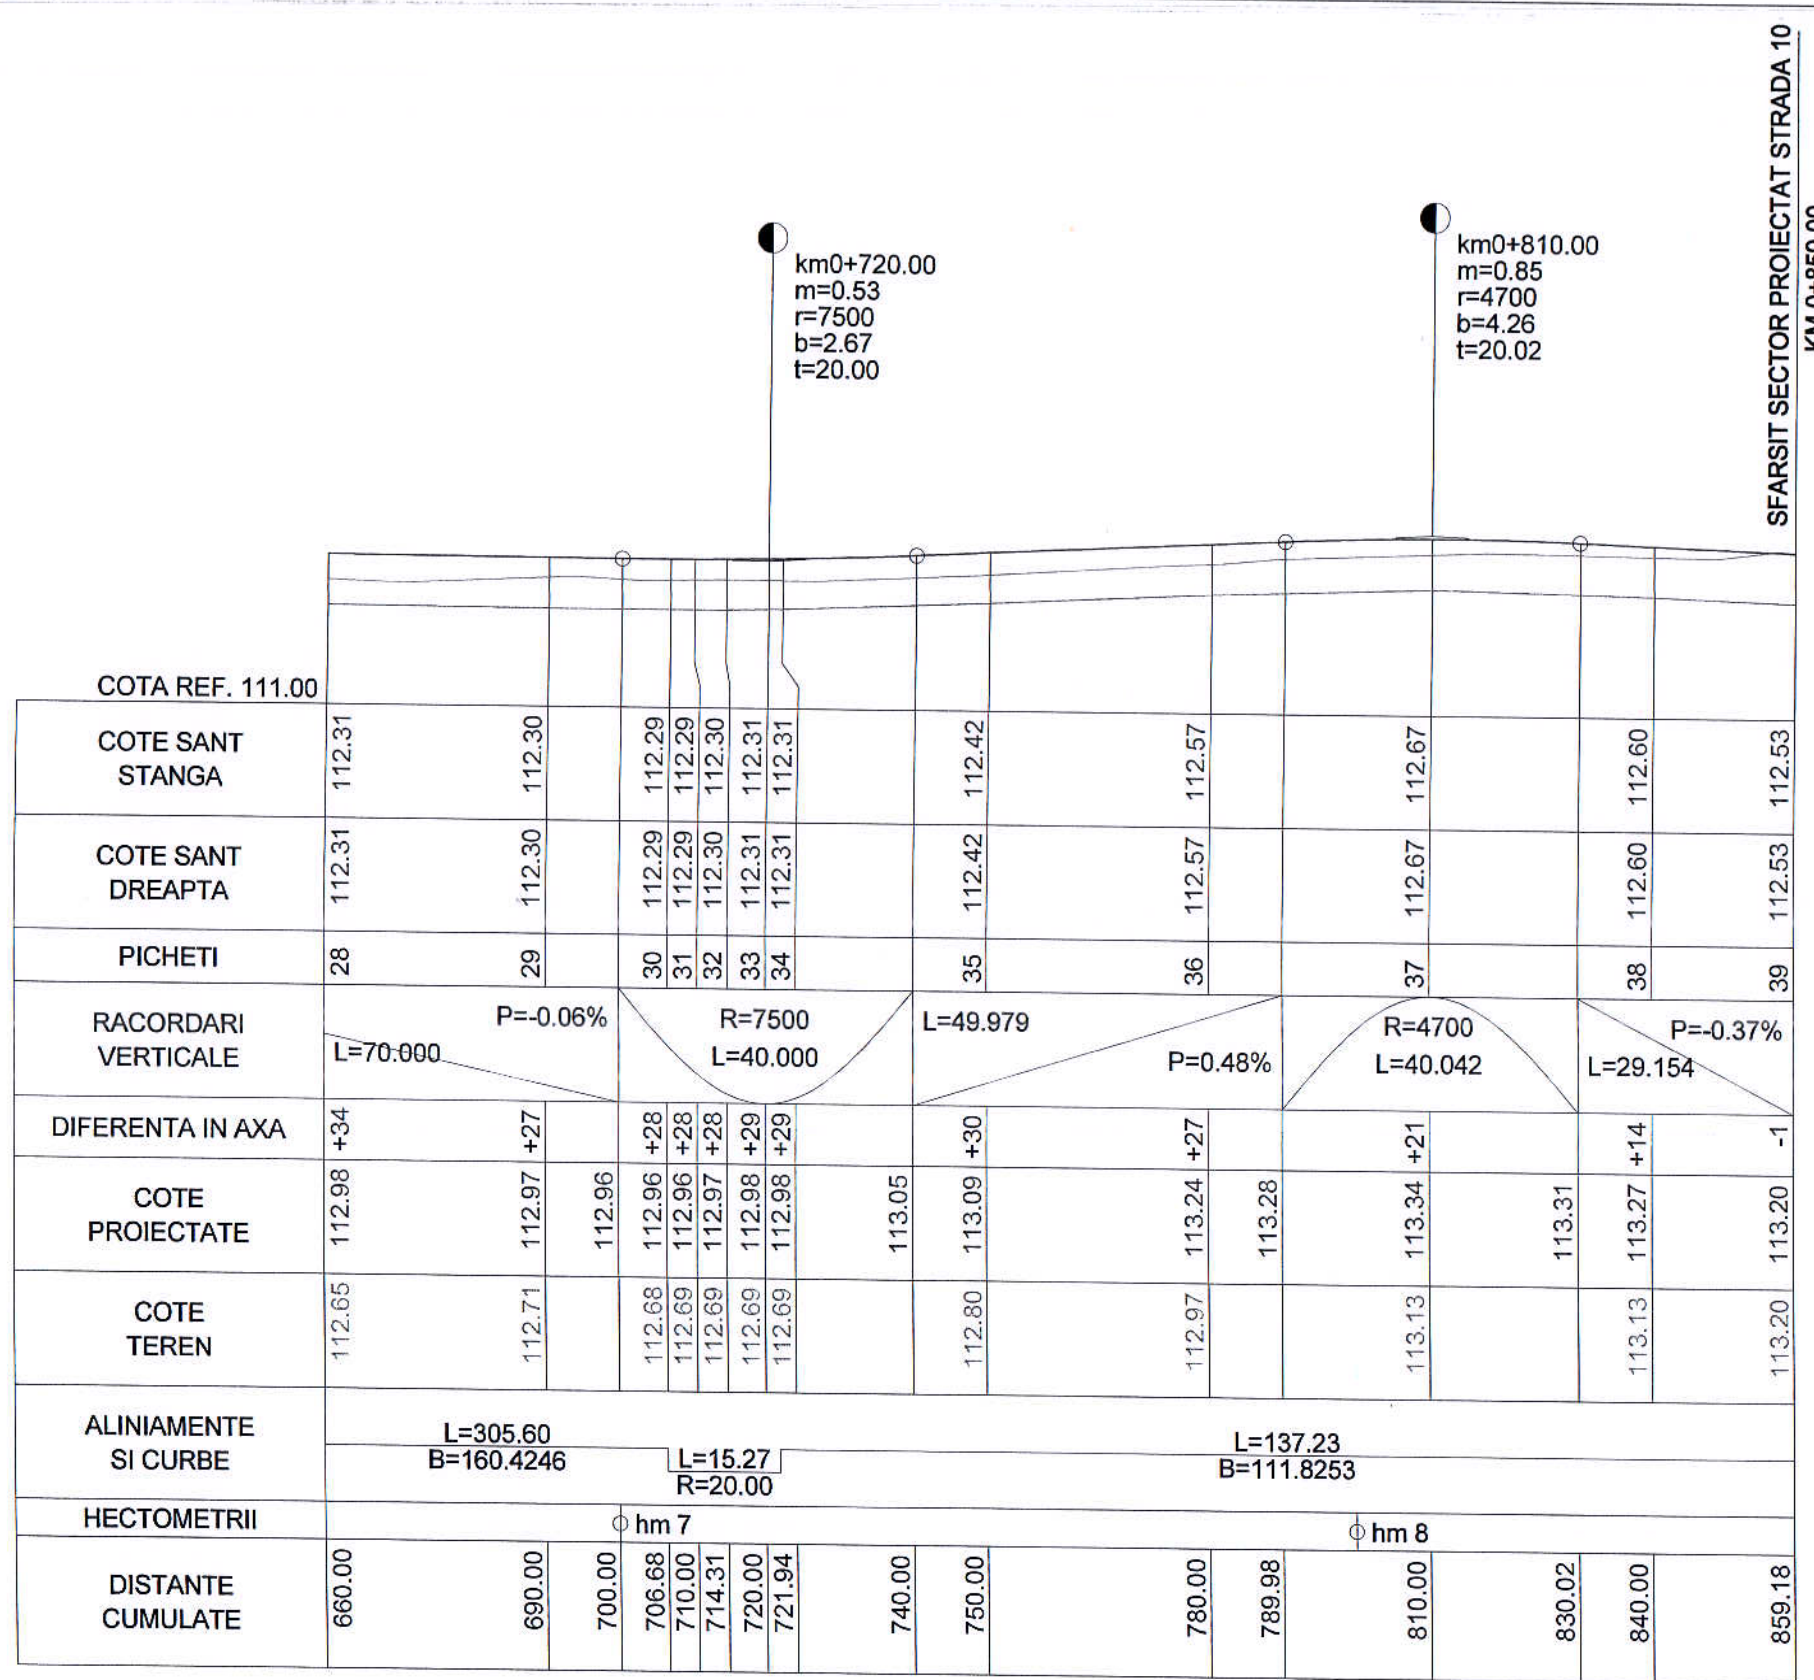 SFARSIT SECTOR PROIECTAT STRADA 10
km0+720.00
m=0.53
r=7500
b=2.67
t=20.00
km0+810.00
m=0.85
r=4700
b=4.26
t=20.02
COTA REF. 111.00
COTE SANT
STANGA
112.31 112.30 112.29 112.29 112.30 112.31 112.31 112.42 112.57 112.67 112.60 112.53
COTE SANT
DREAPTA
112.31 112.30 112.29 112.29 112.30 112.31 112.31 112.42 112.57 112.67 112.60 112.53
PICHETI
28 29 30 31 32 33 34 35 36 37 38 39
RACORDARI
VERTICALE
P=-0.06%
L=70.000
R=7500
L=40.000
L=49.979
P=0.48%
R=4700
L=40.042
P=-0.37%
L=29.154
DIFERENTA IN AXA
+34 +27 +28 +28 +28 +29 +29 +30 +27 +21 +14 -1
COTE
PROIECTATE
112.98 112.97 112.96 112.96 112.96 112.97 112.98 112.98 113.05 113.09 113.24 113.28 113.34 113.31 113.27 113.20
COTE
TEREN
112.65 112.71 112.68 112.69 112.69 112.69 112.69 112.80 112.97 113.13 113.13 113.20
ALINIAMENTE
SI CURBE
L=305.60
B=160.4246
L=15.27
R=20.00
L=137.23
B=111.8253
HECTOMETRII
hm 7
hm 8
DISTANTE
CUMULATE
660.00 690.00 700.00 706.68 710.00 714.31 720.00 721.94 740.00 750.00 780.00 789.98 810.00 830.02 840.00 859.18